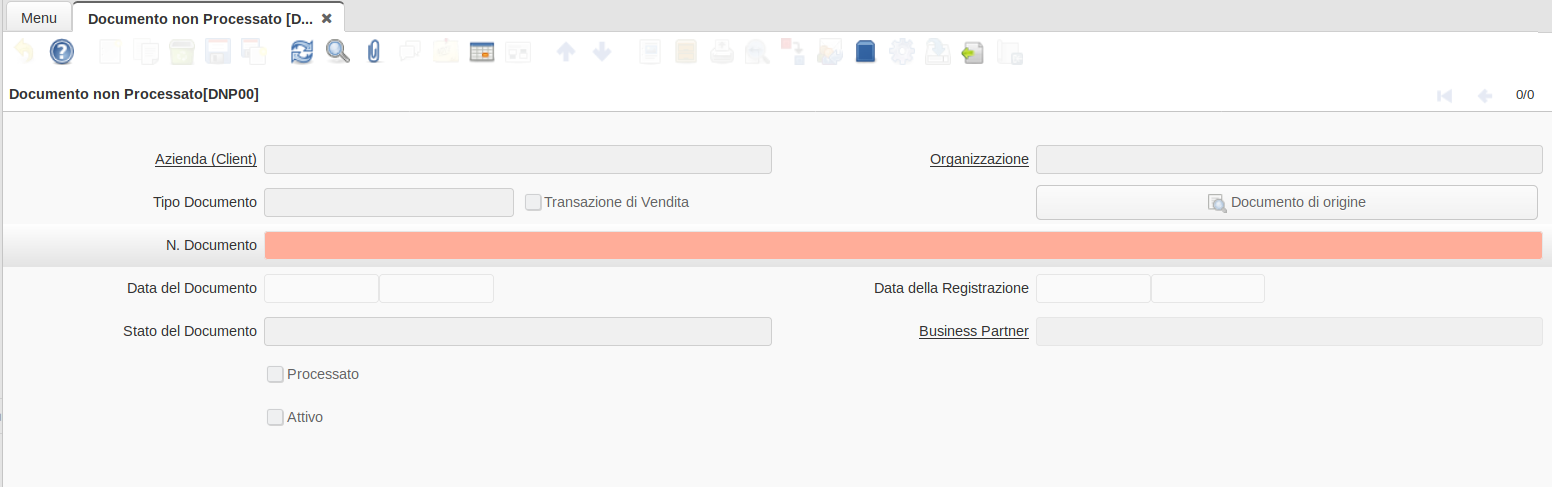 Menu
Documento non Processato [D...
Documento non Processato[DNP00]
0/0
Azienda (Client)
Organizzazione
Tipo Documento
Transazione di Vendita
Documento di origine
N. Documento
Data del Documento
Data della Registrazione
Stato del Documento
Business Partner
Processato
Attivo